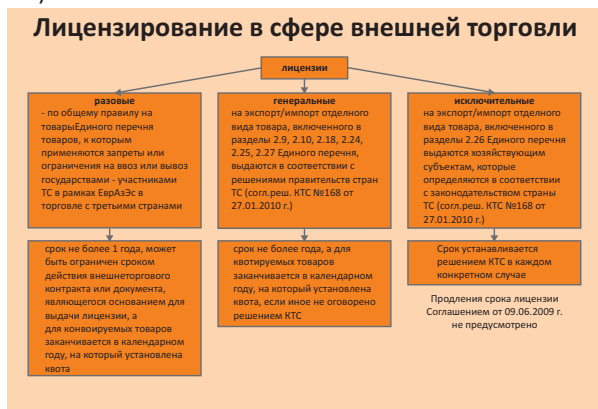 Лицензирование в сфере внешней торговли
лицензии
разовые
- по общему правилу на
товарыЕдиного перечня
товаров, к которым
применяются запреты или
ограничения на ввоз или вывоз
государствами - участниками
ТС в рамках ЕврАзЭс в
торговле с третьими странами
генеральные
на экспорт/импорт отдельного
вида товара, включенного в
разделы 2.9, 2.10, 2.18, 2.24,
2.25, 2.27 Единого перечня,
выдаются в соответствии с
решениями правительств стран
ТС (согл.реш. КТС №168 от
27.01.2010 г.)
исключительные
на экспорт/импорт отдельного
вида товара, включенного в
разделы 2.26 Единого перечня
выдаются хозяйствующим
субъектам, которые
определяются в соответствии
с законодательством страны
ТС (согл.реш. КТС №168 от
27.01.2010 г.)
срок не более 1 года, может
быть ограничен сроком
действия внешнеторгового
контракта или документа,
являющегося основанием для
выдачи лицензии, а
для конвоируемых товаров
заканчивается в календарном
году, на который установлена
квота
срок не более года, а для
квотируемых товаров
заканчивается в календарном
году, на который установлена
квота, если иное не оговорено
решением КТС
Срок устанавливается
решением КТС в каждом
конкретном случае
Продления срока лицензии
Соглашением от 09.06.2009 г.
не предусмотрено